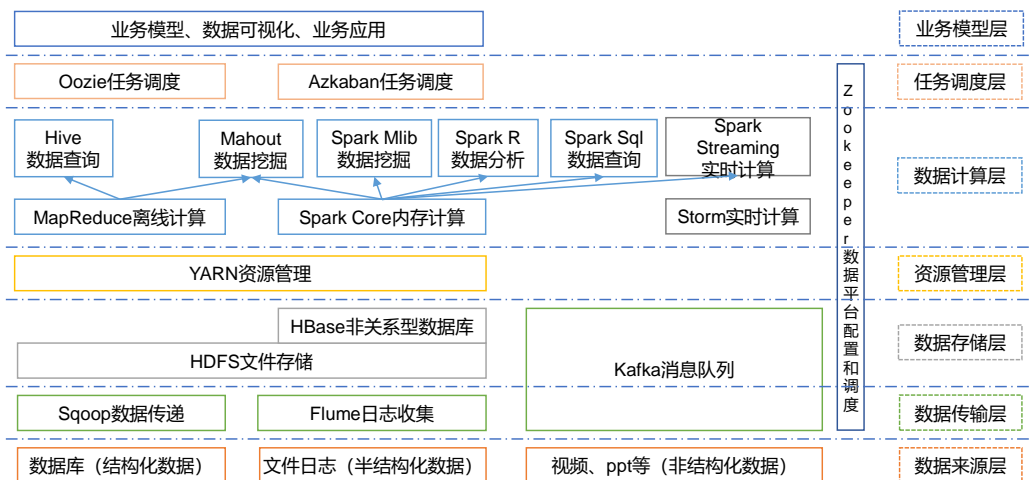 业务模型、数据可视化、业务应用
业务模型层
Oozie任务调度
Azkaban任务调度
任务调度层
Hive
数据查询
Mahout
数据挖掘
Spark Mlib
数据挖掘
Spark R
数据分析
Spark Sql
数据查询
Spark
Streaming
实时计算
数据计算层
MapReduce离线计算
Spark Core内存计算
Storm实时计算
Zookeeper数据平台配置和调度
YARN资源管理
资源管理层
HBase非关系型数据库
HDFS文件存储
Kafka消息队列
数据存储层
Sqoop数据传递
Flume日志收集
数据传输层
数据库（结构化数据）
文件日志（半结构化数据）
视频、ppt等（非结构化数据）
数据来源层